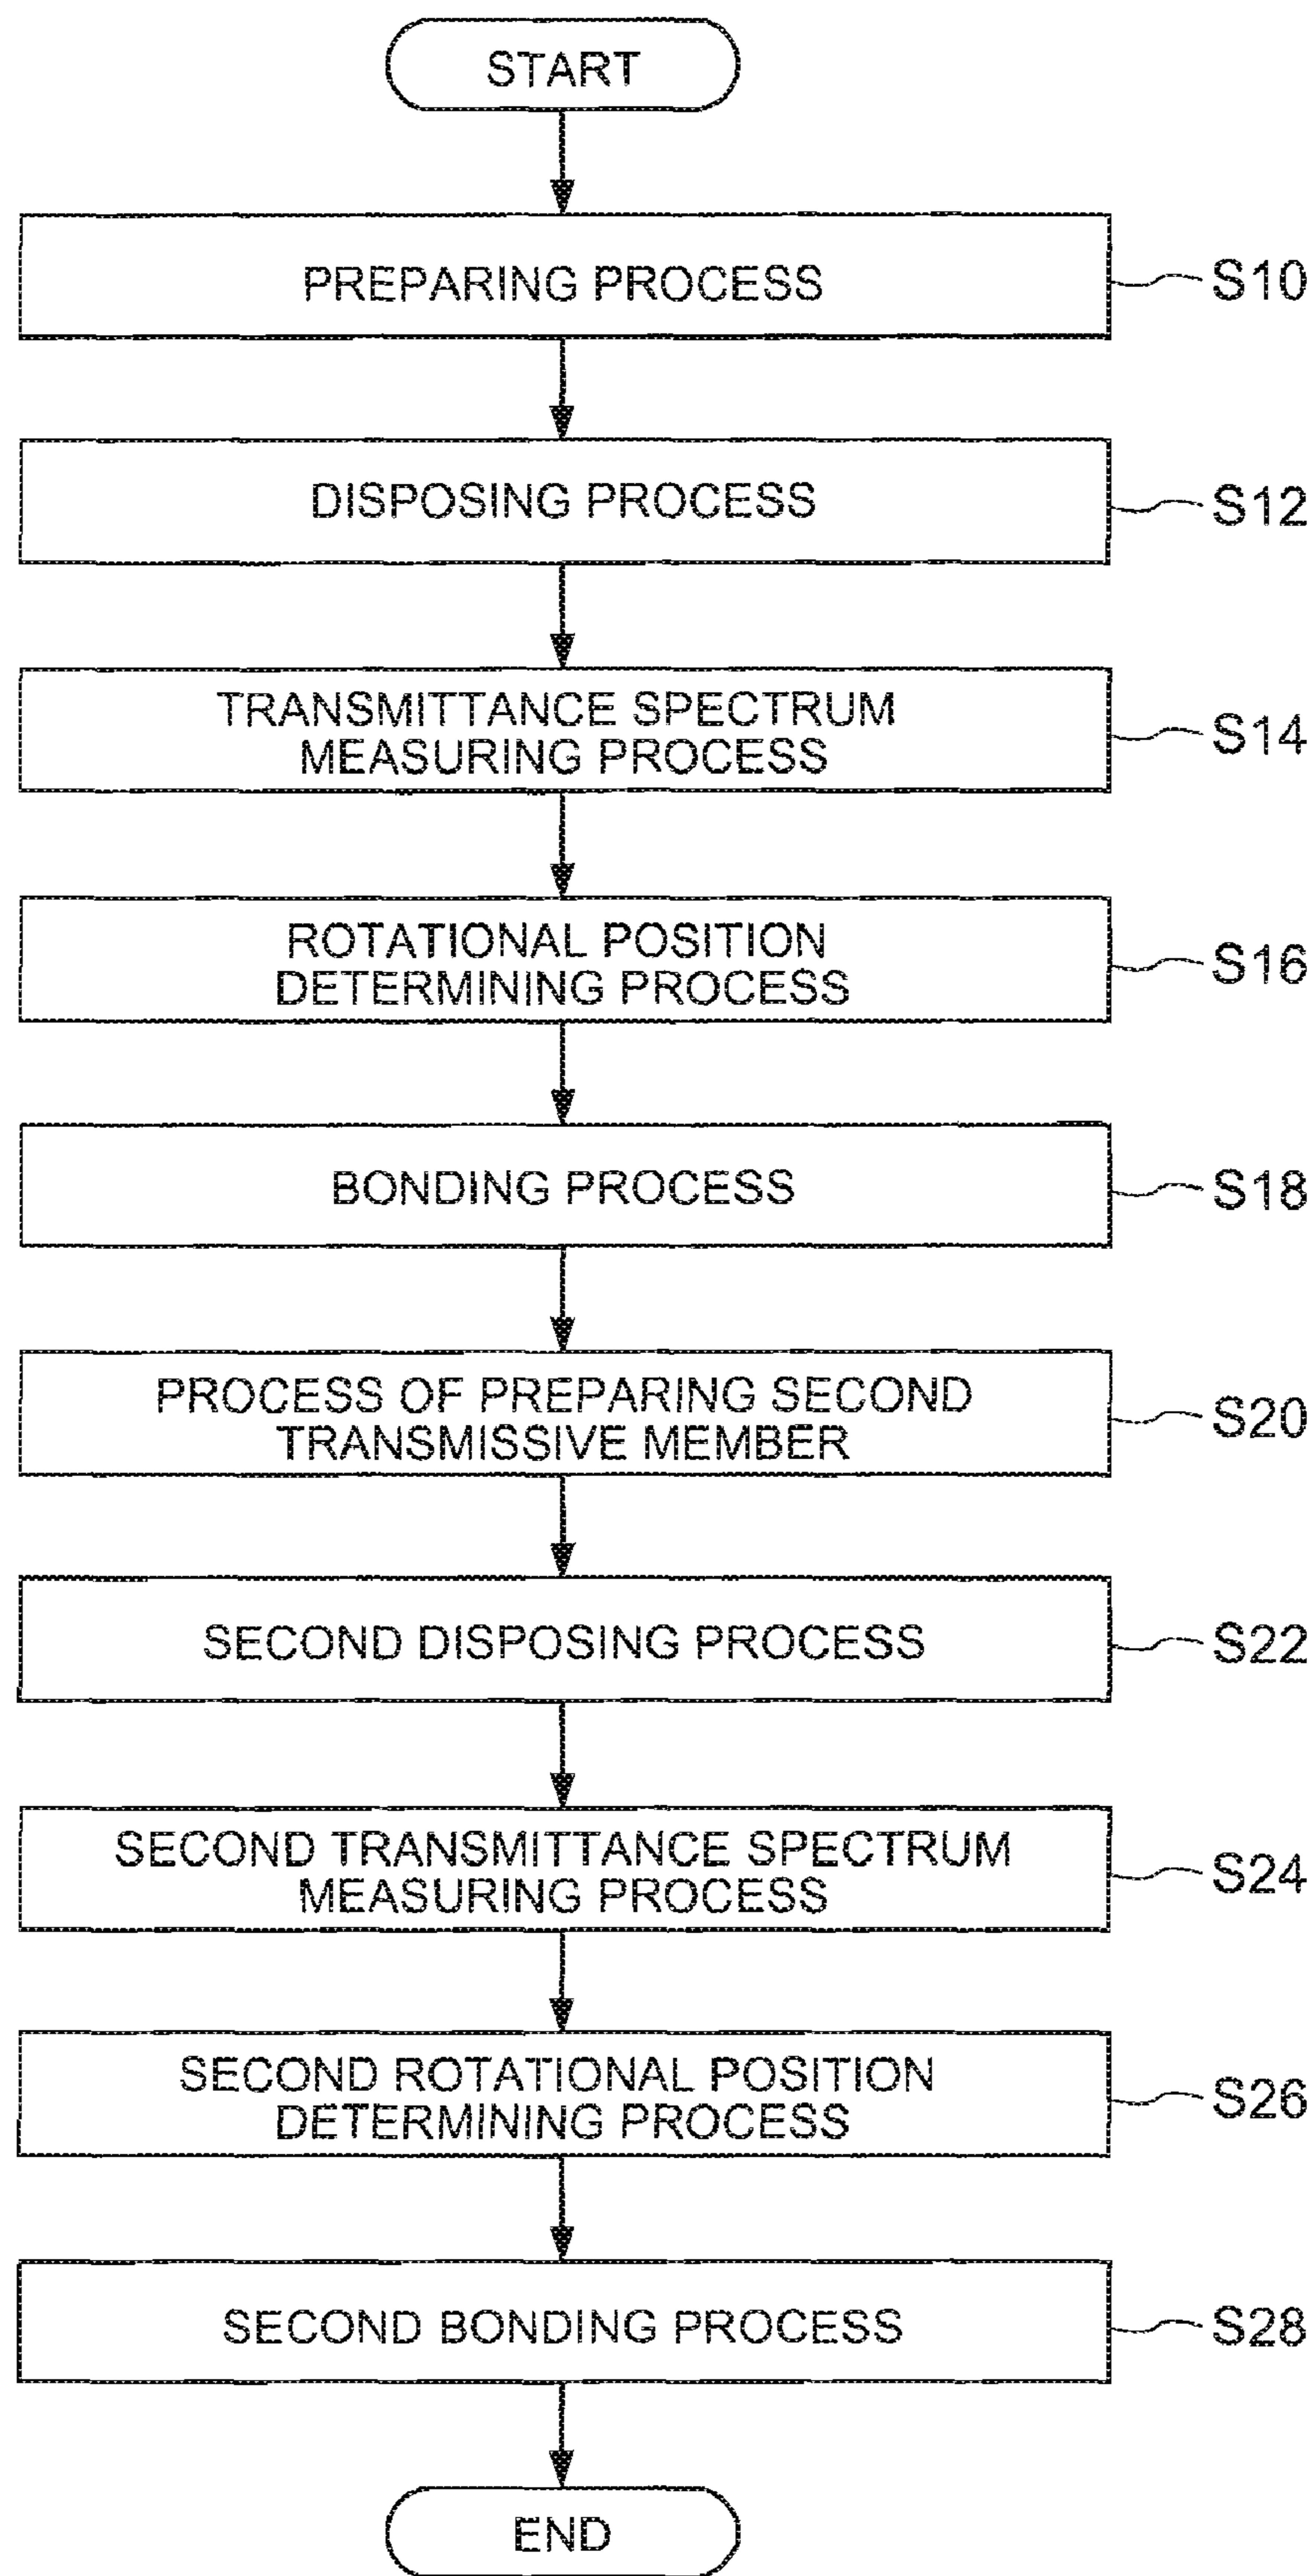 START
PREPARING PROCESS
S10
DISPOSING PROCESS
S12
TRANSMITTANCE SPECTRUM
MEASURING PROCESS
S14
ROTATIONAL POSITION
DETERMINING PROCESS
S16
BONDING PROCESS
S18
PROCESS OF PREPARING SECOND
TRANSMISSIVE MEMBER
S20
SECOND DISPOSING PROCESS
S22
SECOND TRANSMITTANCE SPECTRUM
MEASURING PROCESS
S24
SECOND ROTATIONAL POSITION
DETERMINING PROCESS
S26
SECOND BONDING PROCESS
S28
END